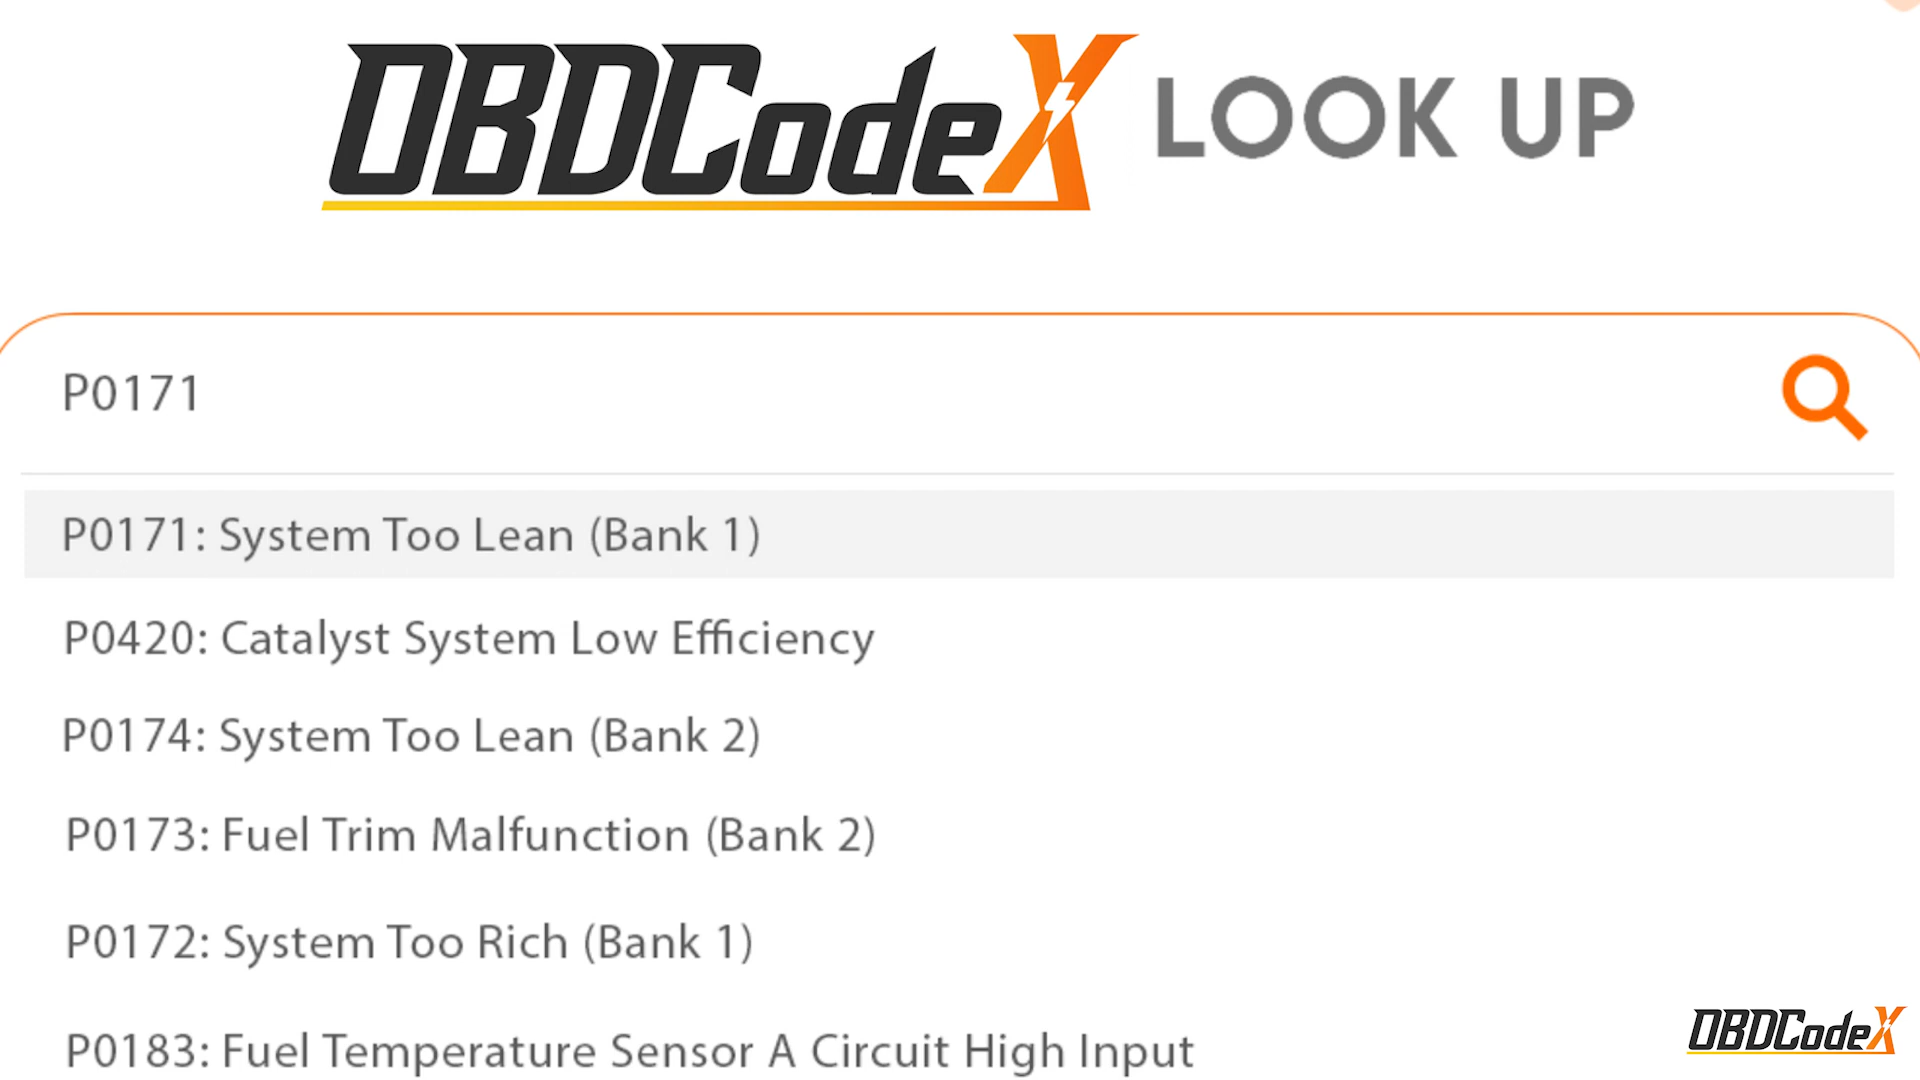 OBDCodeX LOOK UP
P0171
P0171: System Too Lean (Bank 1)
P0420: Catalyst System Low Efficiency
P0174: System Too Lean (Bank 2)
P0173: Fuel Trim Malfunction (Bank 2)
P0172: System Too Rich (Bank 1)
P0183: Fuel Temperature Sensor A Circuit High Input
OBDCodeX